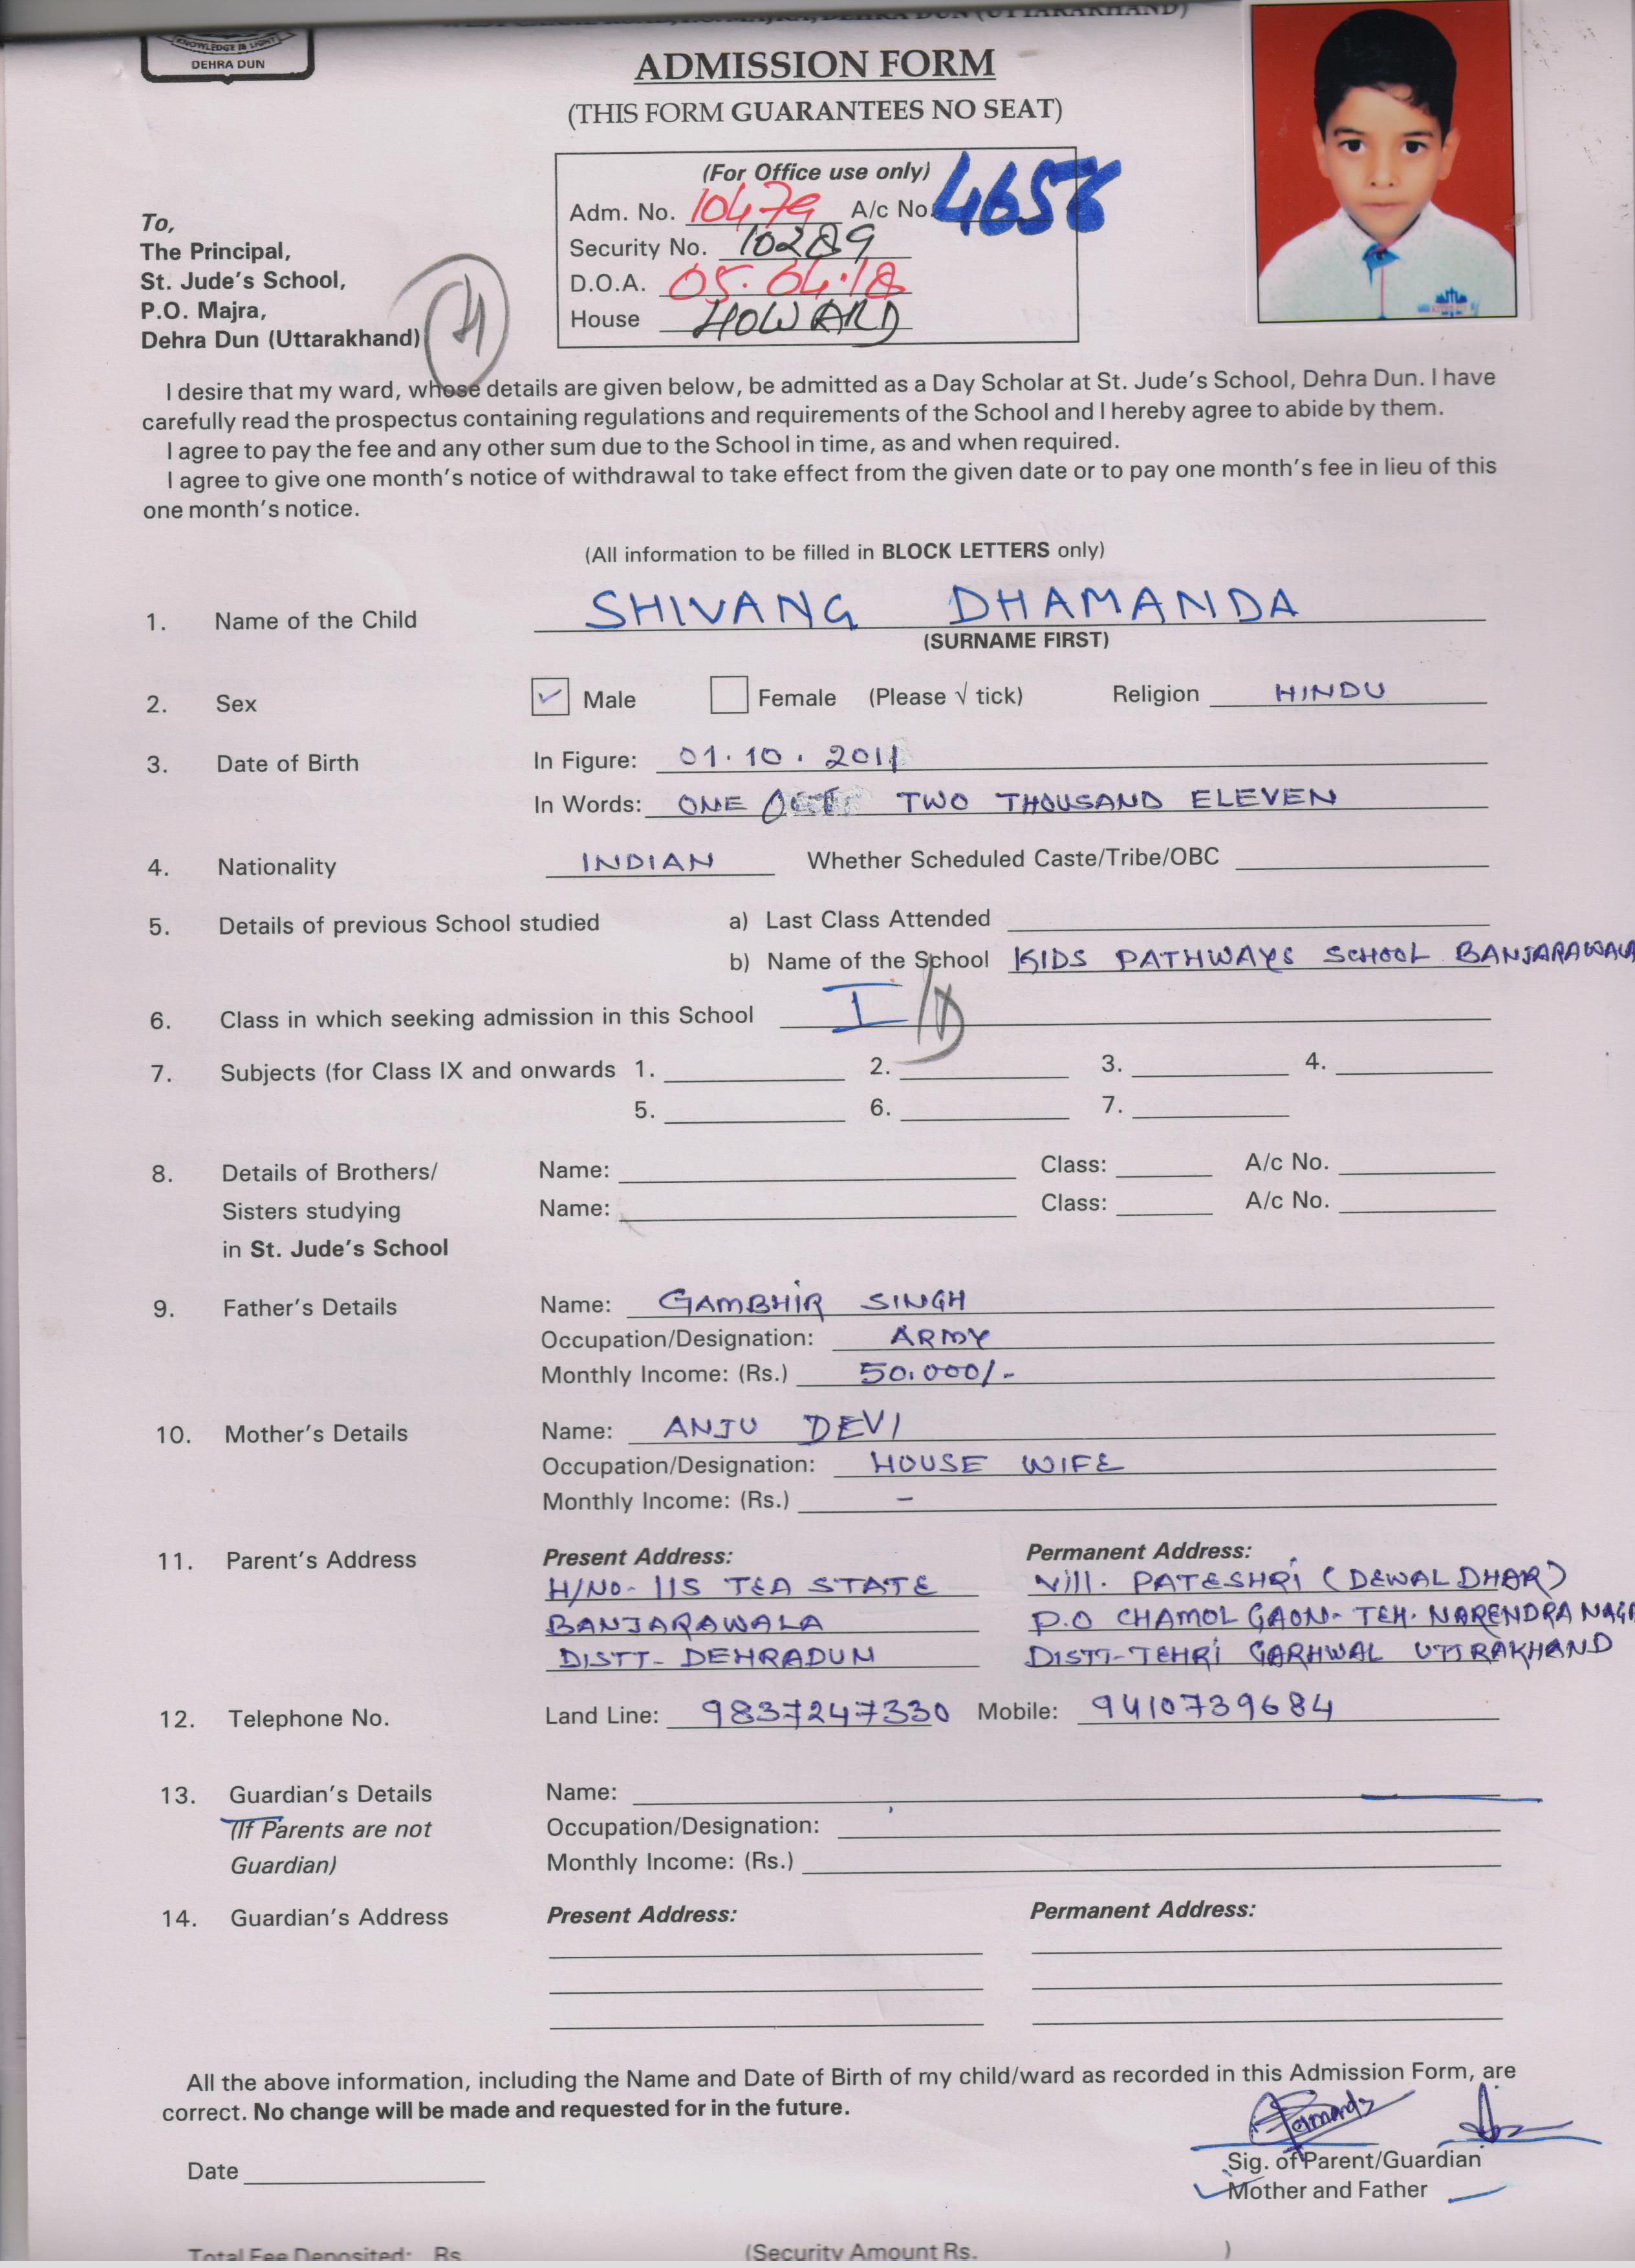 KNOWLEDGE IS LIGHT
DEHRA DUN
ADMISSION FORM
(THIS FORM GUARANTEES NO SEAT)
(For Office use only)
Adm. No. 10479 A/c No. 4658
Security No. 10289
D.O.A. 05.04.18
House HOWARD
To,
The Principal,
St. Jude's School,
P.O. Majra,
Dehra Dun (Uttarakhand)
I desire that my ward, whose details are given below, be admitted as a Day Scholar at St. Jude's School, Dehra Dun. I have
carefully read the prospectus containing regulations and requirements of the School and I hereby agree to abide by them.
I agree to pay the fee and any other sum due to the School in time, as and when required.
I agree to give one month's notice of withdrawal to take effect from the given date or to pay one month's fee in lieu of this
one month's notice.
(All information to be filled in BLOCK LETTERS only)
1. Name of the Child SHIVANG DHAMANDA
(SURNAME FIRST)
2. Sex ✓ Male Female (Please √ tick) Religion HINDU
3. Date of Birth In Figure: 01.10.2011
In Words: ONE OCT TWO THOUSAND ELEVEN
4. Nationality INDIAN Whether Scheduled Caste/Tribe/OBC
5. Details of previous School studied a) Last Class Attended
b) Name of the School KIDS PATHWAYS SCHOOL BANJARAWALA
6. Class in which seeking admission in this School I/D
7. Subjects (for Class IX and onwards 1. 2. 3. 4.
5. 6. 7.
8. Details of Brothers/ Name: Class: A/c No.
Sisters studying Name: Class: A/c No.
in St. Jude's School
9. Father's Details Name: GAMBHIR SINGH
Occupation/Designation: ARMY
Monthly Income: (Rs.) 50,000/-
10. Mother's Details Name: ANJU DEVI
Occupation/Designation: HOUSE WIFE
Monthly Income: (Rs.) -
11. Parent's Address Present Address: Permanent Address:
H/NO- 115 TEA STATE Vill. PATESHRI (DEWAL DHAR)
BANJARAWALA P.O CHAMOL GAON- TEH. NARENDRA NAGR
DISTT- DEHRADUN DISTT-TEHRI GARHWAL UTTRAKHAND
12. Telephone No. Land Line: 9837247330 Mobile: 9410739684
13. Guardian's Details Name:
(If Parents are not Occupation/Designation:
Guardian) Monthly Income: (Rs.)
14. Guardian's Address Present Address: Permanent Address:
All the above information, including the Name and Date of Birth of my child/ward as recorded in this Admission Form, are
correct. No change will be made and requested for in the future.
Sig. of Parent/Guardian
Date
Mother and Father
Total Fee Deposited: Rs. (Security Amount Rs. )